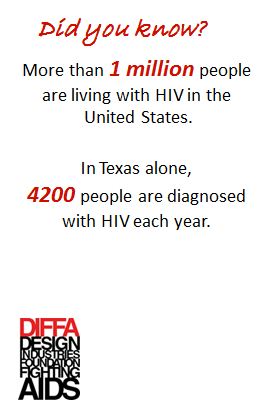 Did you know?
More than 1 million people
are living with HIV in the
United States.
In Texas alone,
4200 people are diagnosed
with HIV each year.
DIFFA
DESIGN
INDUSTRIES
FOUNDATION
FIGHTING
AIDS